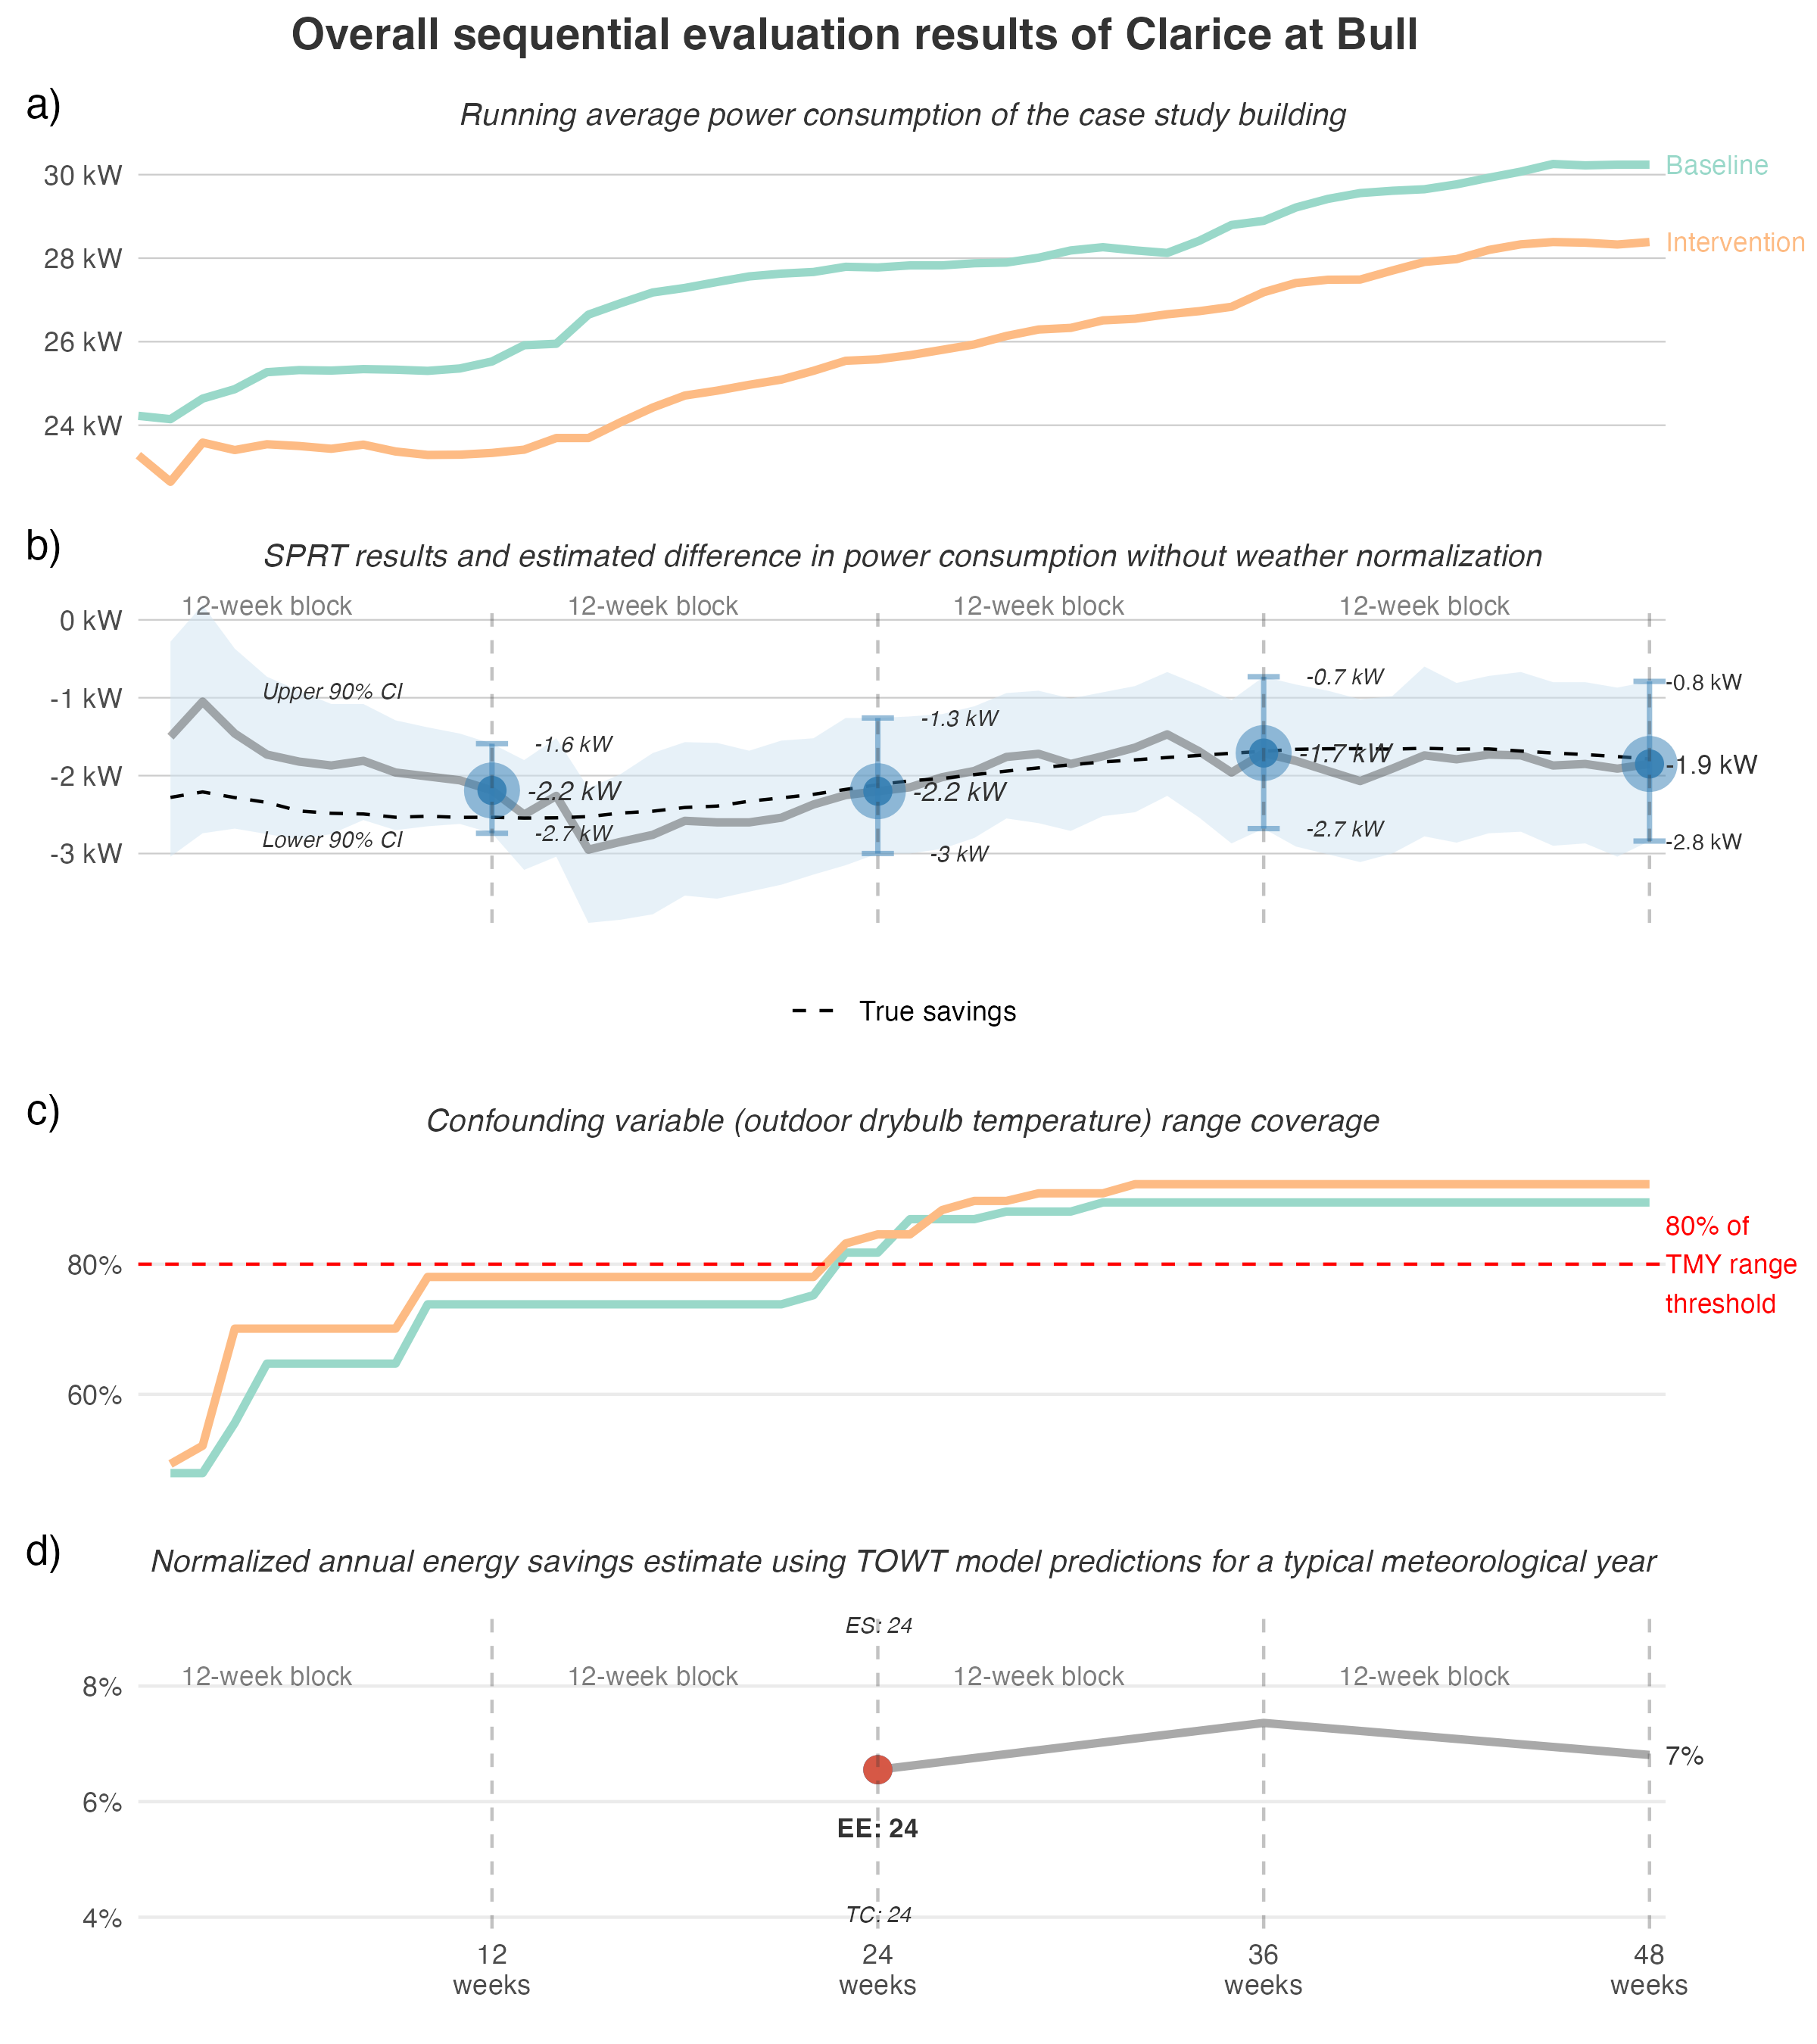 Overall sequential evaluation results of Clarice at Bull
a)
Running average power consumption of the case study building
30 kW
28 kW
26 kW
24 kW
Baseline
Intervention
b)
SPRT results and estimated difference in power consumption without weather normalization
12-week block
12-week block
12-week block
12-week block
0 kW
-1 kW
-2 kW
-3 kW
Upper 90% CI
Lower 90% CI
-1.6 kW
-2.2 kW
-2.7 kW
-1.3 kW
-2.2 kW
-3 kW
-0.7 kW
-1.7 kW
-2.7 kW
-0.8 kW
-1.9 kW
-2.8 kW
True savings
c)
Confounding variable (outdoor drybulb temperature) range coverage
80%
60%
80% of
TMY range
threshold
d)
Normalized annual energy savings estimate using TOWT model predictions for a typical meteorological year
ES: 24
12-week block
12-week block
12-week block
12-week block
8%
6%
4%
7%
EE: 24
TC: 24
12
weeks
24
weeks
36
weeks
48
weeks